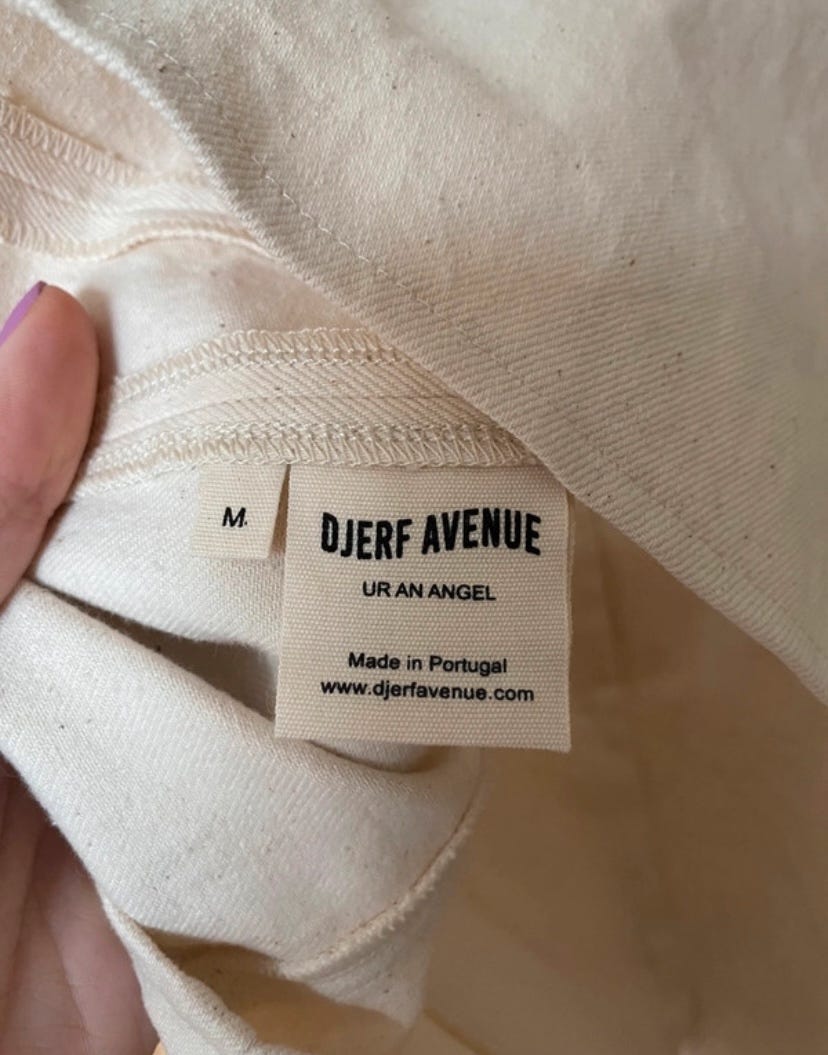 M.
DJERF AVENUE
UR AN ANGEL
Made in Portugal
www.djerfavenue.com